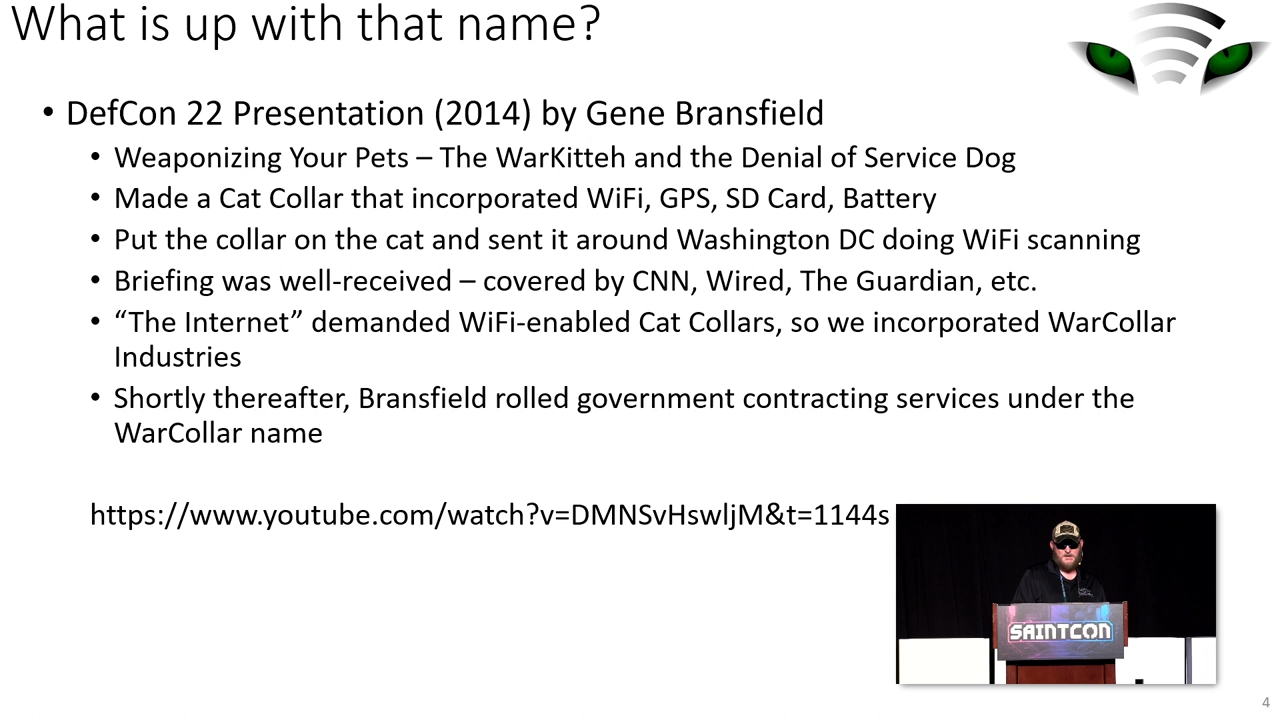 What is up with that name?
• DefCon 22 Presentation (2014) by Gene Bransfield
• Weaponizing Your Pets – The WarKitteh and the Denial of Service Dog
• Made a Cat Collar that incorporated WiFi, GPS, SD Card, Battery
• Put the collar on the cat and sent it around Washington DC doing WiFi scanning
• Briefing was well-received – covered by CNN, Wired, The Guardian, etc.
• “The Internet” demanded WiFi-enabled Cat Collars, so we incorporated WarCollar
Industries
• Shortly thereafter, Bransfield rolled government contracting services under the
WarCollar name
https://www.youtube.com/watch?v=DMNSvHswljM&t=1144s
SAINTCON
4